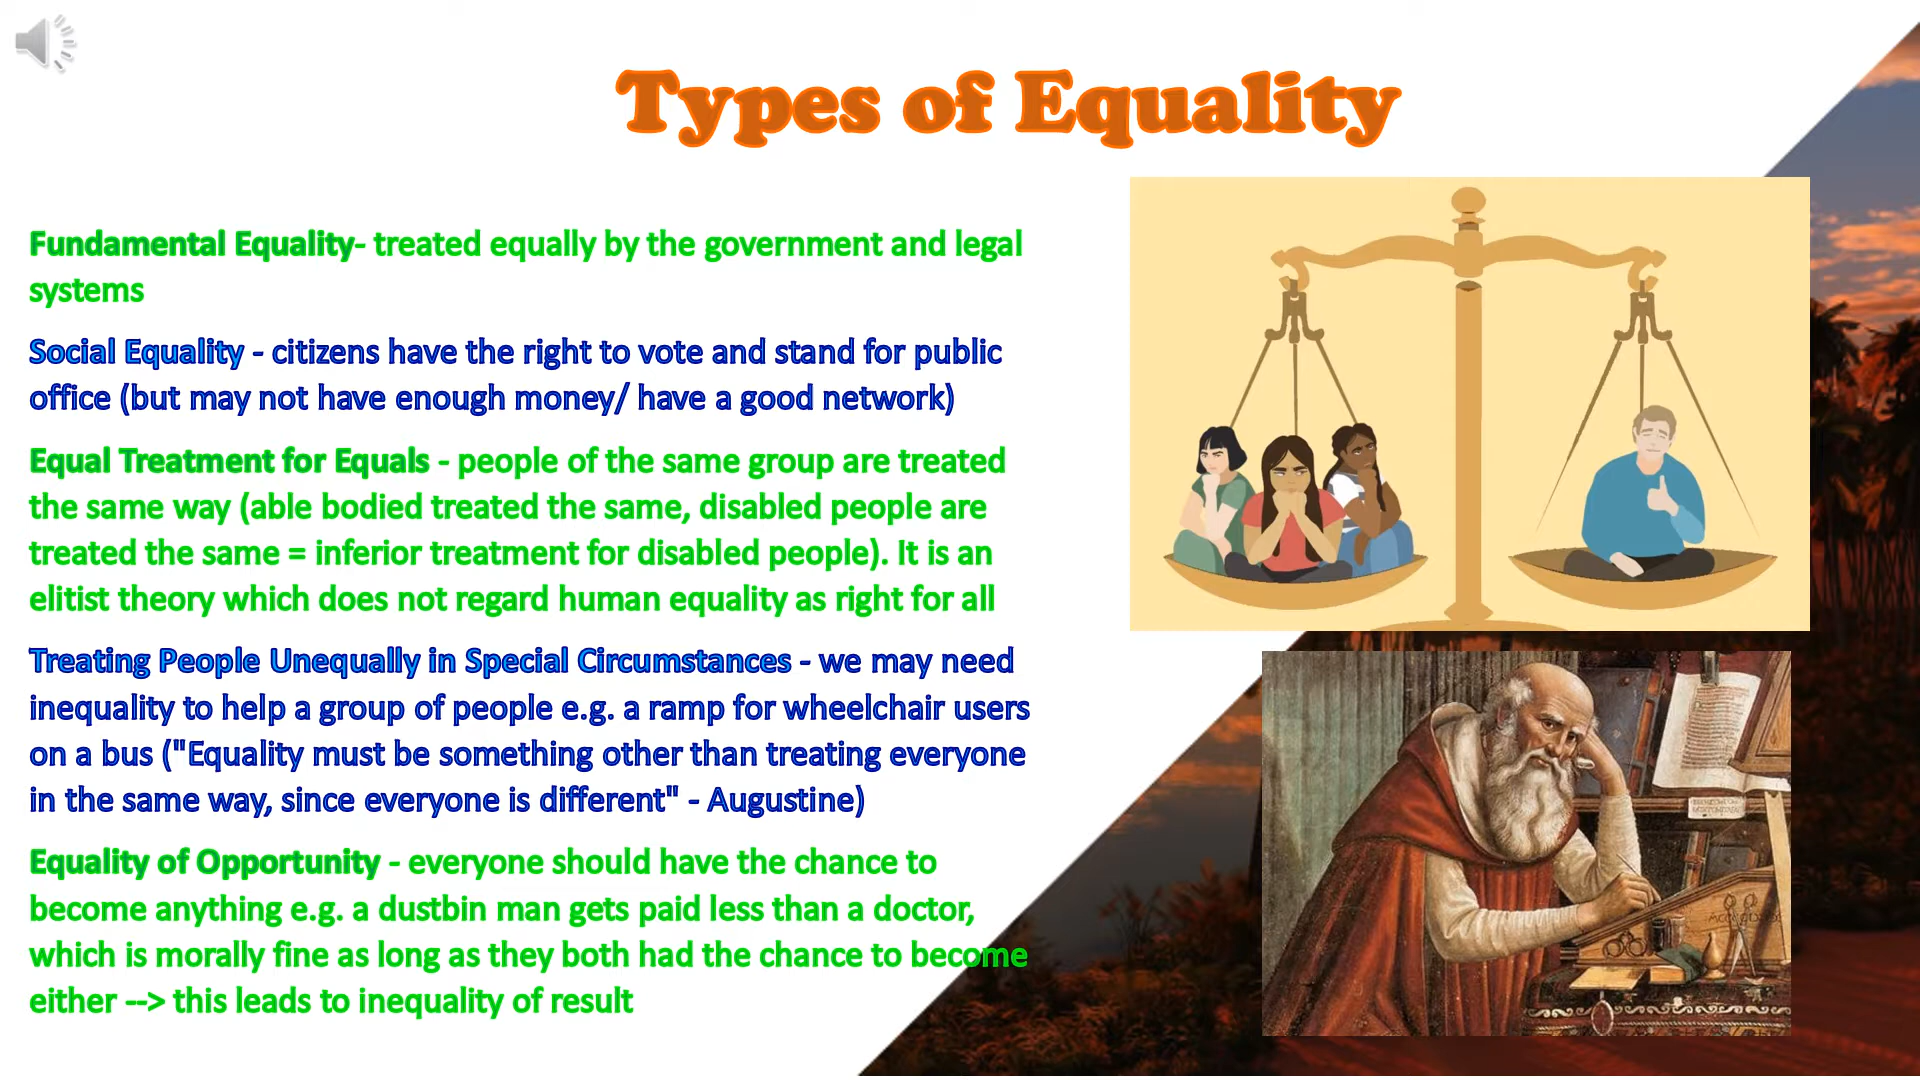 Types of Equality
Fundamental Equality- treated equally by the government and legal
systems
Social Equality - citizens have the right to vote and stand for public
office (but may not have enough money/ have a good network)
Equal Treatment for Equals - people of the same group are treated
the same way (able bodied treated the same, disabled people are
treated the same = inferior treatment for disabled people). It is an
elitist theory which does not regard human equality as right for all
Treating People Unequally in Special Circumstances - we may need
inequality to help a group of people e.g. a ramp for wheelchair users
on a bus ("Equality must be something other than treating everyone
in the same way, since everyone is different" - Augustine)
Equality of Opportunity - everyone should have the chance to
become anything e.g. a dustbin man gets paid less than a doctor,
which is morally fine as long as they both had the chance to become
either --> this leads to inequality of result